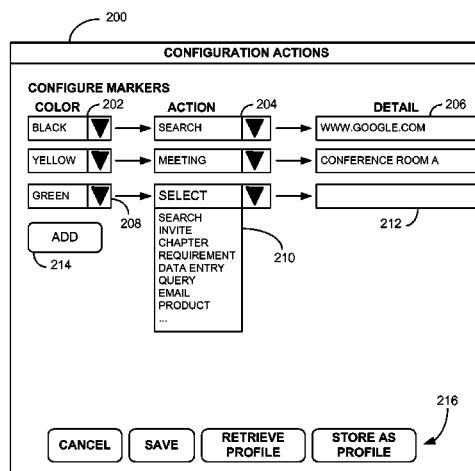 200
CONFIGURATION ACTIONS
CONFIGURE MARKERS
COLOR 202 ACTION 204 DETAIL 206
BLACK SEARCH WWW.GOOGLE.COM
YELLOW MEETING CONFERENCE ROOM A
GREEN SELECT
208 212
ADD SEARCH
INVITE
214 CHAPTER 210
REQUIREMENT
DATA ENTRY
QUERY
EMAIL
PRODUCT
...
216
CANCEL SAVE RETRIEVE PROFILE STORE AS PROFILE